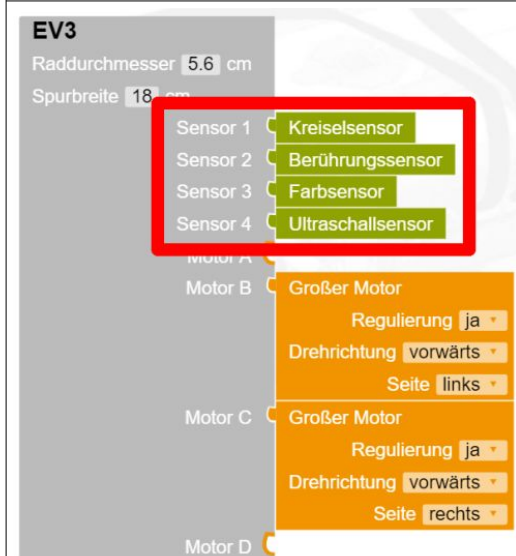 EV3
Raddurchmesser 5.6 cm
Spurbreite 18 cm
Sensor 1 Kreiselsensor
Sensor 2 Berührungssensor
Sensor 3 Farbsensor
Sensor 4 Ultraschallsensor
Motor A
Motor B Großer Motor
Regulierung ja
Drehrichtung vorwärts
Seite links
Motor C Großer Motor
Regulierung ja
Drehrichtung vorwärts
Seite rechts
Motor D